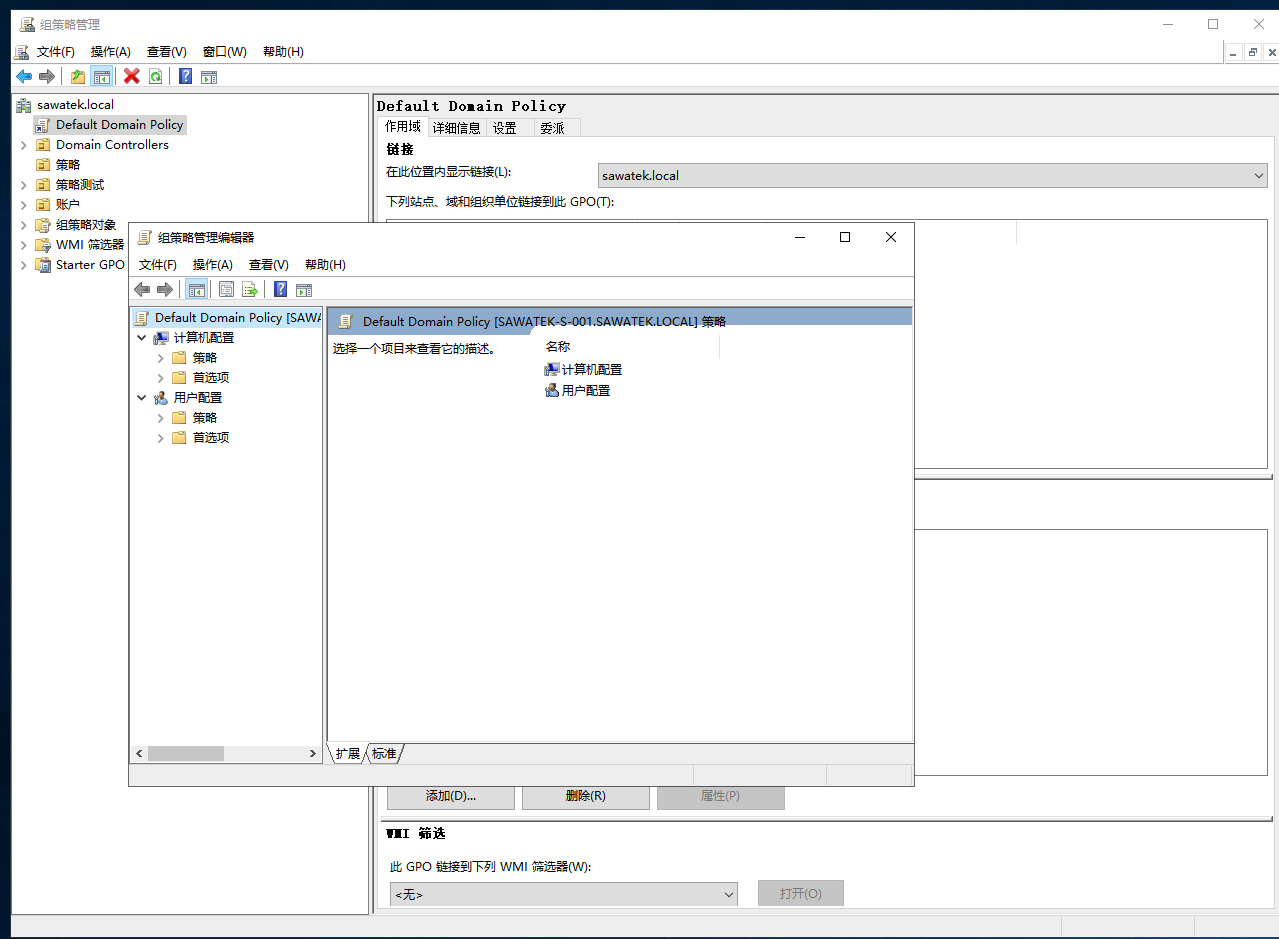 组策略管理
文件(F) 操作(A) 查看(V) 窗口(W) 帮助(H)
sawatek.local
Default Domain Policy
Domain Controllers
策略
策略测试
账户
组策略对象
WMI 筛选器
Starter GPO
Default Domain Policy
作用域 详细信息 设置 委派
链接
在此位置内显示链接(L):
sawatek.local
下列站点、域和组织单位链接到此 GPO(T):
组策略管理编辑器
文件(F) 操作(A) 查看(V) 帮助(H)
Default Domain Policy [SAWA
计算机配置
策略
首选项
用户配置
策略
首选项
Default Domain Policy [SAWATEK-S-001.SAWATEK.LOCAL] 策略
选择一个项目来查看它的描述。
名称
计算机配置
用户配置
扩展 标准
添加(D)... 删除(R) 属性(P)
WMI 筛选
此 GPO 链接到下列 WMI 筛选器(W):
<无> 打开(O)